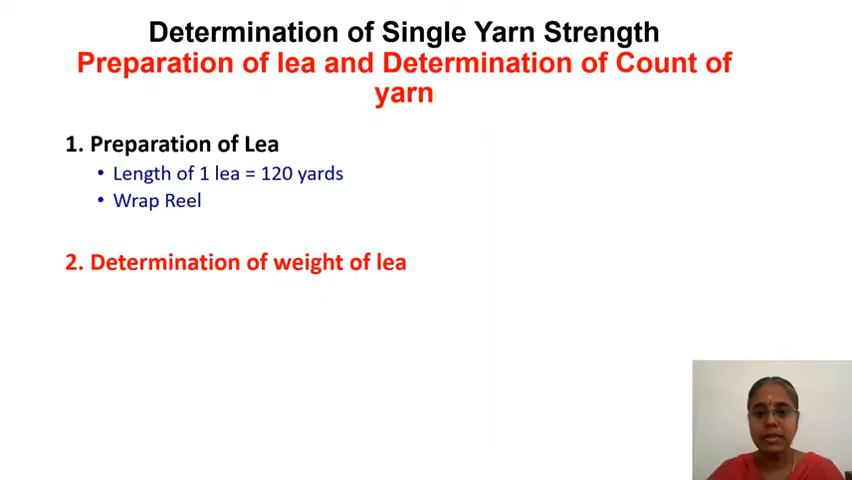 Determination of Single Yarn Strength
Preparation of lea and Determination of Count of
yarn
1. Preparation of Lea
• Length of 1 lea = 120 yards
• Wrap Reel
2. Determination of weight of lea